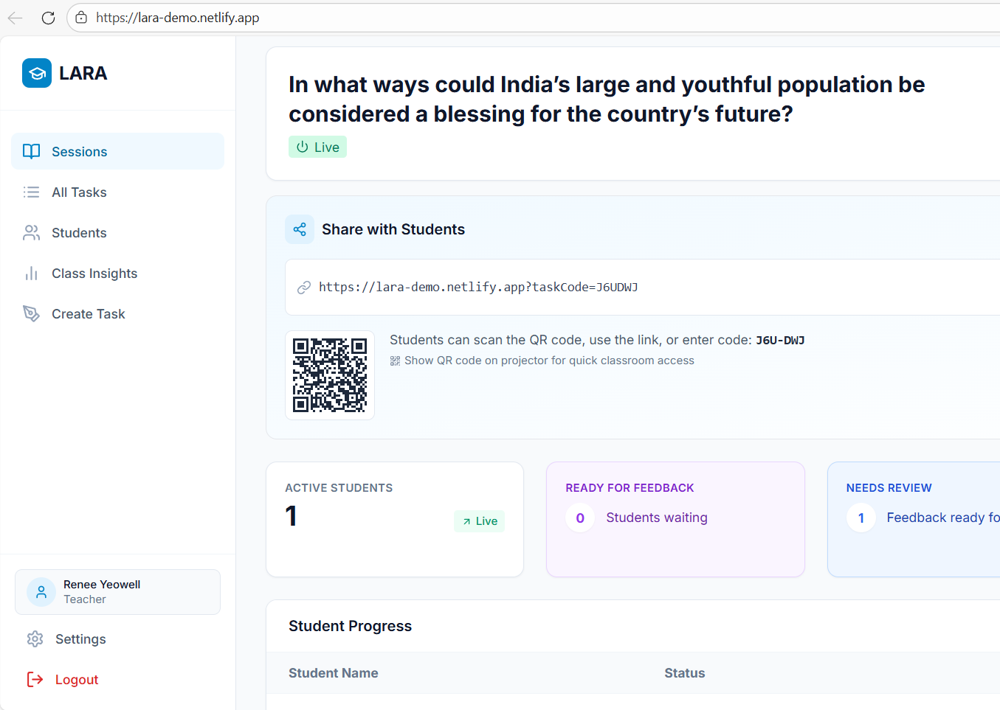 https://lara-demo.netlify.app
LARA
Sessions
All Tasks
Students
Class Insights
Create Task
Renee Yeowell
Teacher
Settings
Logout
In what ways could India’s large and youthful population be
considered a blessing for the country’s future?
Live
Share with Students
https://lara-demo.netlify.app?taskCode=J6UDWJ
Students can scan the QR code, use the link, or enter code: J6U-DWJ
Show QR code on projector for quick classroom access
ACTIVE STUDENTS
1
Live
READY FOR FEEDBACK
0 Students waiting
NEEDS REVIEW
1 Feedback ready fo
Student Progress
Student Name Status